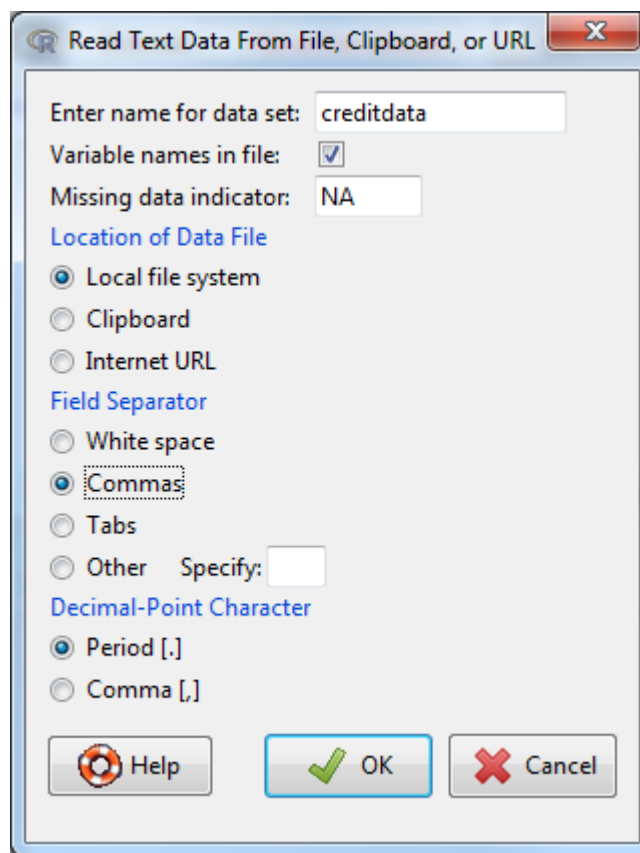 Read Text Data From File, Clipboard, or URL
Enter name for data set: creditdata
Variable names in file:
Missing data indicator: NA
Location of Data File
Local file system
Clipboard
Internet URL
Field Separator
White space
Commas
Tabs
Other Specify:
Decimal-Point Character
Period [.]
Comma [,]
Help OK Cancel